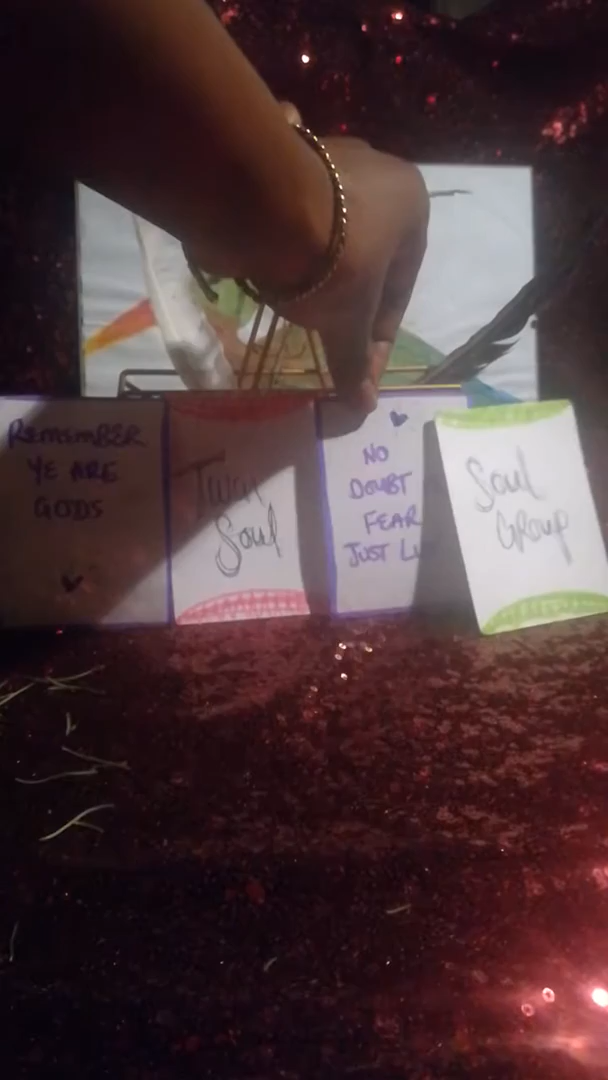 REMEMBER
YE ARE
GODS
Twin
Soul
NO
DOUBT
FEAR
JUST
Soul
Group